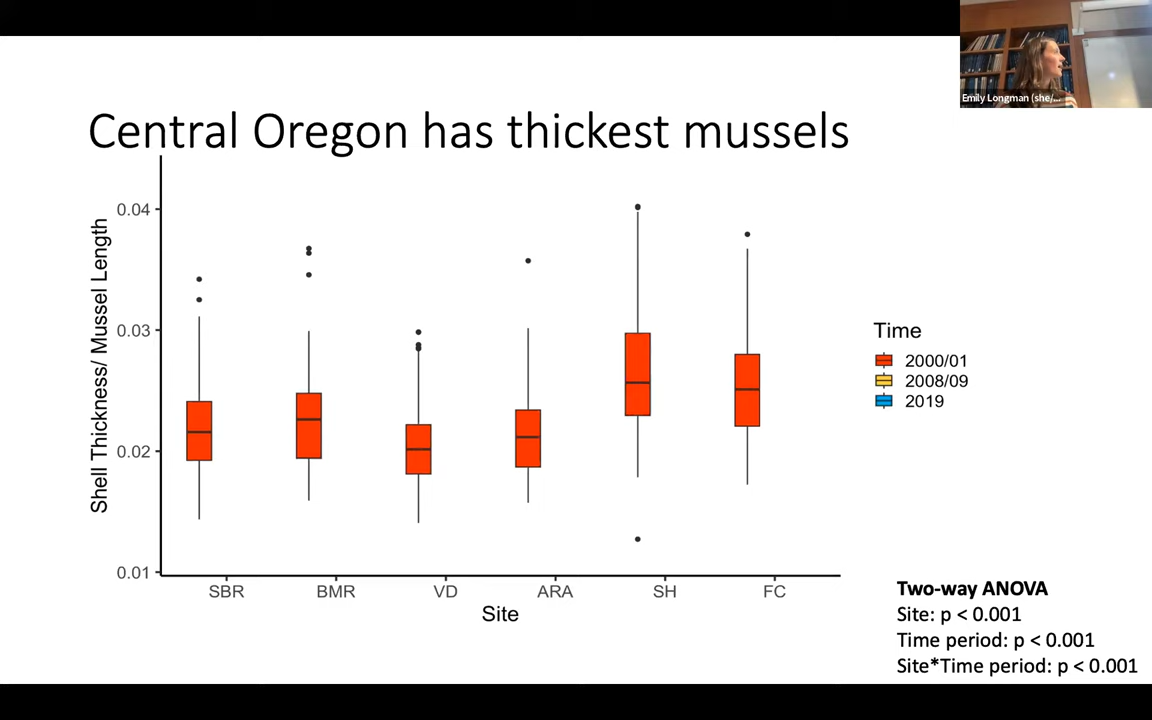 Emily Longman (she/...
Central Oregon has thickest mussels
Shell Thickness/ Mussel Length
0.04
0.03
0.02
0.01
SBR
BMR
VD
ARA
SH
FC
Site
Time
2000/01
2008/09
2019
Two-way ANOVA
Site: p < 0.001
Time period: p < 0.001
Site*Time period: p < 0.001